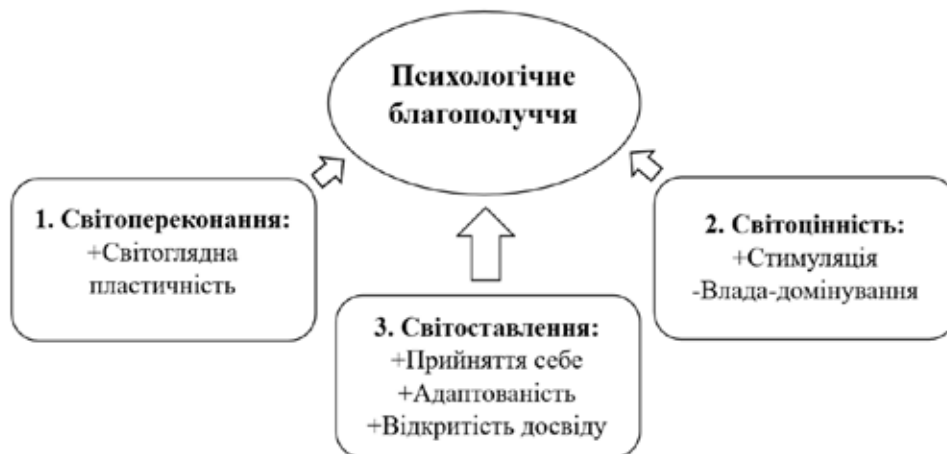 Психологічне
благополуччя
1. Світопереконання:
+Світоглядна
пластичність
2. Світоцінність:
+Стимуляція
-Влада-домінування
3. Світоставлення:
+Прийняття себе
+Адаптованість
+Відкритість досвіду